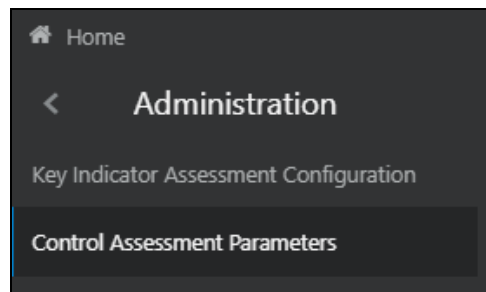 Home
< Administration
Key Indicator Assessment Configuration
Control Assessment Parameters